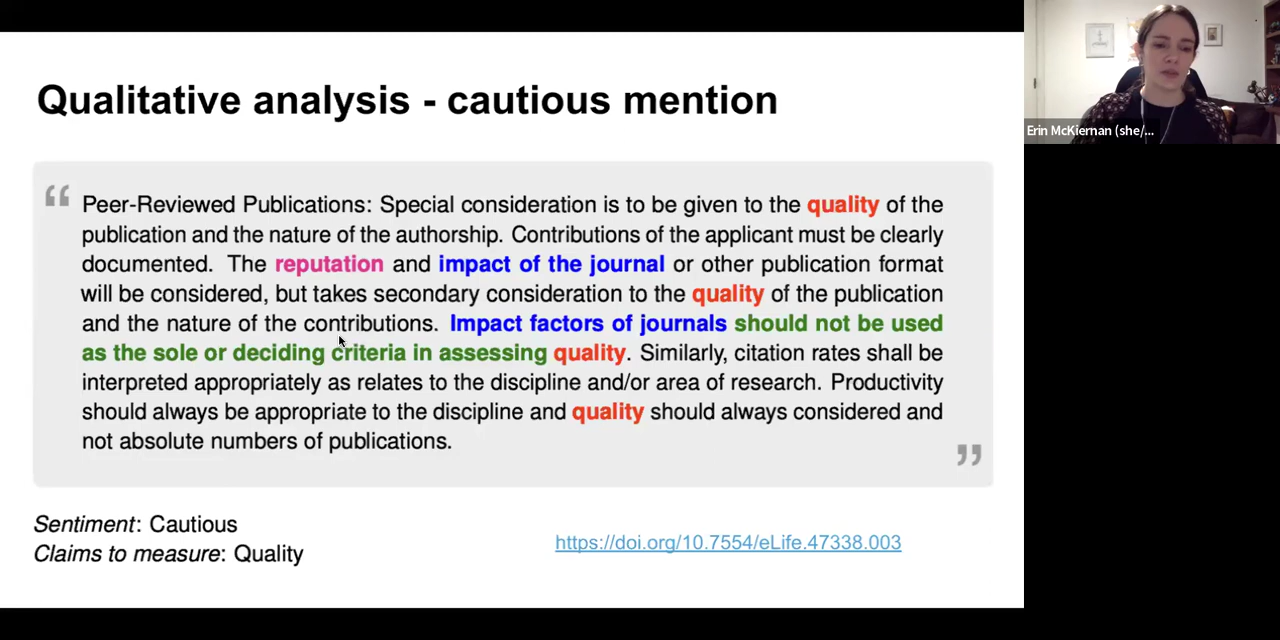 Qualitative analysis - cautious mention
“
Peer-Reviewed Publications: Special consideration is to be given to the quality of the
publication and the nature of the authorship. Contributions of the applicant must be clearly
documented. The reputation and impact of the journal or other publication format
will be considered, but takes secondary consideration to the quality of the publication
and the nature of the contributions. Impact factors of journals should not be used
as the sole or deciding criteria in assessing quality. Similarly, citation rates shall be
interpreted appropriately as relates to the discipline and/or area of research. Productivity
should always be appropriate to the discipline and quality should always considered and
not absolute numbers of publications.
”
Sentiment: Cautious
Claims to measure: Quality
https://doi.org/10.7554/eLife.47338.003
Erin McKiernan (she/...